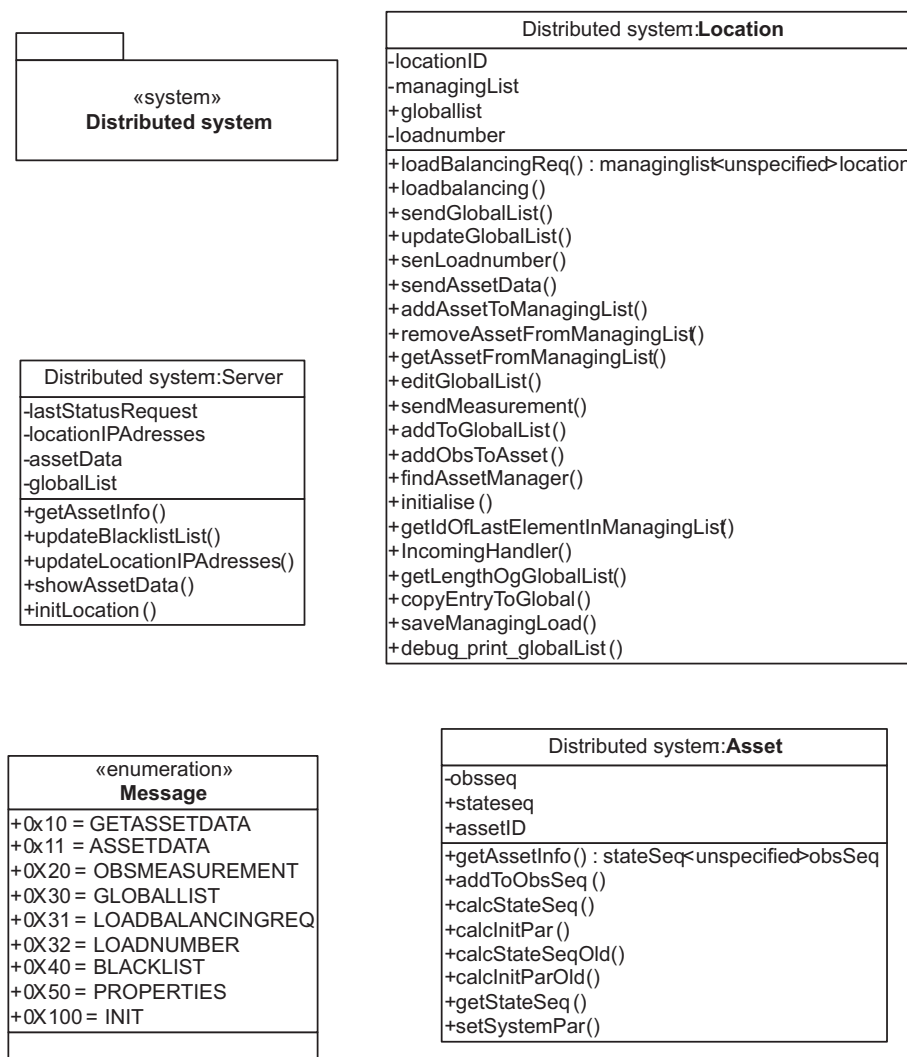 «system»
Distributed system
Distributed system:Location
-locationID
-managingList
+globallist
-loadnumber
+loadBalancingReq() : managinglist<unspecified>location
+loadbalancing()
+sendGlobalList()
+updateGlobalList()
+senLoadnumber()
+sendAssetData()
+addAssetToManagingList()
+removeAssetFromManagingList()
+getAssetFromManagingList()
+editGlobalList()
+sendMeasurement()
+addToGlobalList()
+addObsToAsset()
+findAssetManager()
+initialise()
+getIdOfLastElementInManagingList()
+IncomingHandler()
+getLengthOgGlobalList()
+copyEntryToGlobal()
+saveManagingLoad()
+debug_print_globalList()
Distributed system:Server
-lastStatusRequest
-locationIPAdresses
-assetData
-globalList
+getAssetInfo()
+updateBlacklistList()
+updateLocationIPAdresses()
+showAssetData()
+initLocation()
«enumeration»
Message
+0x10 = GETASSETDATA
+0x11 = ASSETDATA
+0X20 = OBSMEASUREMENT
+0X30 = GLOBALLIST
+0X31 = LOADBALANCINGREQ
+0X32 = LOADNUMBER
+0X40 = BLACKLIST
+0X50 = PROPERTIES
+0X100 = INIT
Distributed system:Asset
-obsseq
+stateseq
+assetID
+getAssetInfo() : stateSeq<unspecified>obsSeq
+addToObsSeq()
+calcStateSeq()
+calcInitPar()
+calcStateSeqOld()
+calcInitParOld()
+getStateSeq()
+setSystemPar()